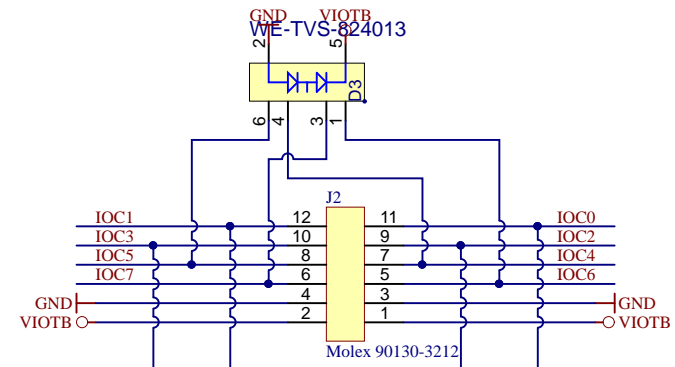 GND VIOTB
WE-TVS-824013
2 5
D3
6 4 3 1
J2
IOC1 12 11 IOC0
IOC3 10 9 IOC2
IOC5 8 7 IOC4
IOC7 6 5 IOC6
GND 4 3 GND
VIOTB 2 1 VIOTB
Molex 90130-3212